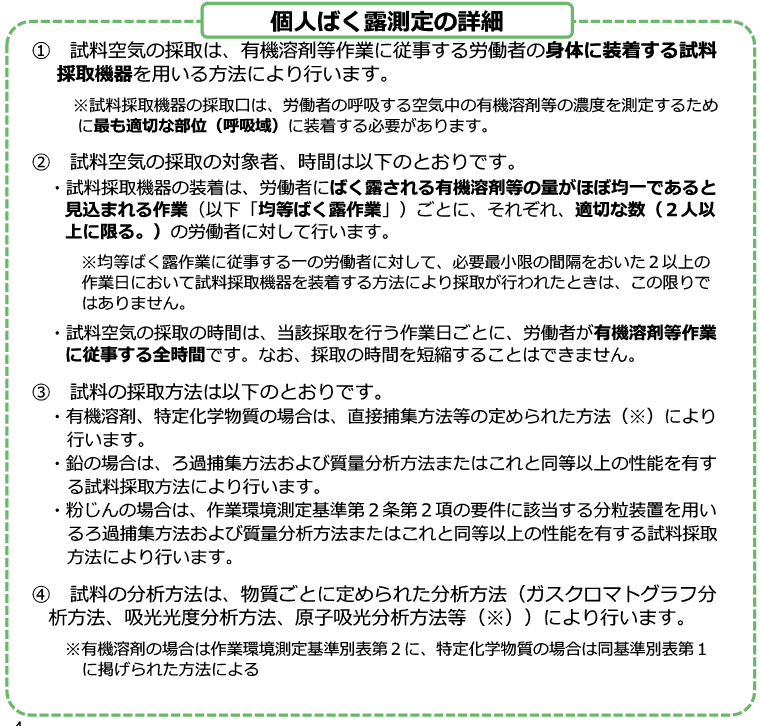 個人ばく露測定の詳細
① 試料空気の採取は、有機溶剤等作業に従事する労働者の身体に装着する試料
採取機器を用いる方法により行います。
※試料採取機器の採取口は、労働者の呼吸する空気中の有機溶剤等の濃度を測定するため
に最も適切な部位（呼吸域）に装着する必要があります。
② 試料空気の採取の対象者、時間は以下のとおりです。
・試料採取機器の装着は、労働者にばく露される有機溶剤等の量がほぼ均一であると
見込まれる作業（以下「均等ばく露作業」）ごとに、それぞれ、適切な数（２人以
上に限る。）の労働者に対して行います。
※均等ばく露作業に従事する一の労働者に対して、必要最小限の間隔をおいた２以上の
作業日において試料採取機器を装着する方法により採取が行われたときは、この限りで
はありません。
・試料空気の採取の時間は、当該採取を行う作業日ごとに、労働者が有機溶剤等作業
に従事する全時間です。なお、採取の時間を短縮することはできません。
③ 試料の採取方法は以下のとおりです。
・有機溶剤、特定化学物質の場合は、直接捕集方法等の定められた方法（※）により
行います。
・鉛の場合は、ろ過捕集方法および質量分析方法またはこれと同等以上の性能を有す
る試料採取方法により行います。
・粉じんの場合は、作業環境測定基準第２条第２項の要件に該当する分粒装置を用い
るろ過捕集方法および質量分析方法またはこれと同等以上の性能を有する試料採取
方法により行います。
④ 試料の分析方法は、物質ごとに定められた分析方法（ガスクロマトグラフ分
析方法、吸光光度分析方法、原子吸光分析方法等（※））により行います。
※有機溶剤の場合は作業環境測定基準別表第２に、特定化学物質の場合は同基準別表第１
に掲げられた方法による